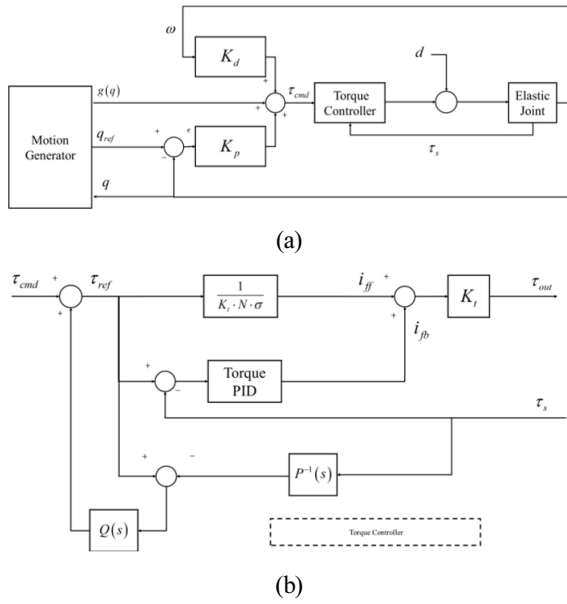 ω
K_d
d
g(q)
τ_cmd
Motion
Generator
Torque
Controller
Elastic
Joint
q_ref
e
K_p
τ_s
q
+
+
+
+
−
(a)
τ_cmd
τ_ref
1
K_t · N · σ
i_ff
K_t
τ_out
i_fb
Torque
PID
τ_s
P⁻¹(s)
Q(s)
Torque Controller
+
+
+
+
+
−
+
−
(b)